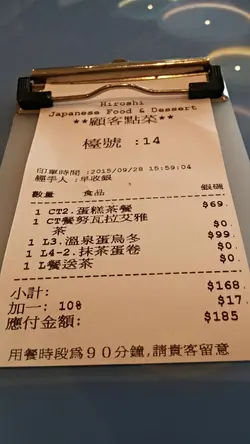 Hiroshi
Japanese Food & Dessert
**顧客點菜**
檯號 :14
印單時間 :2015/09/28 15:59:04
經手人 :早收銀
數量 食品 銀碼
1 CT2.蛋糕茶餐 $69.
1 CT餐努瓦拉艾雅茶 $0.
1 L3.溫泉蛋烏冬 $99.
1 L4-2.抹茶蛋卷 $0.
1 L餐送茶 $0.
小計: $168.
加一: 10% $17.
應付金額: $185
用餐時段為90分鐘,請貴客留意